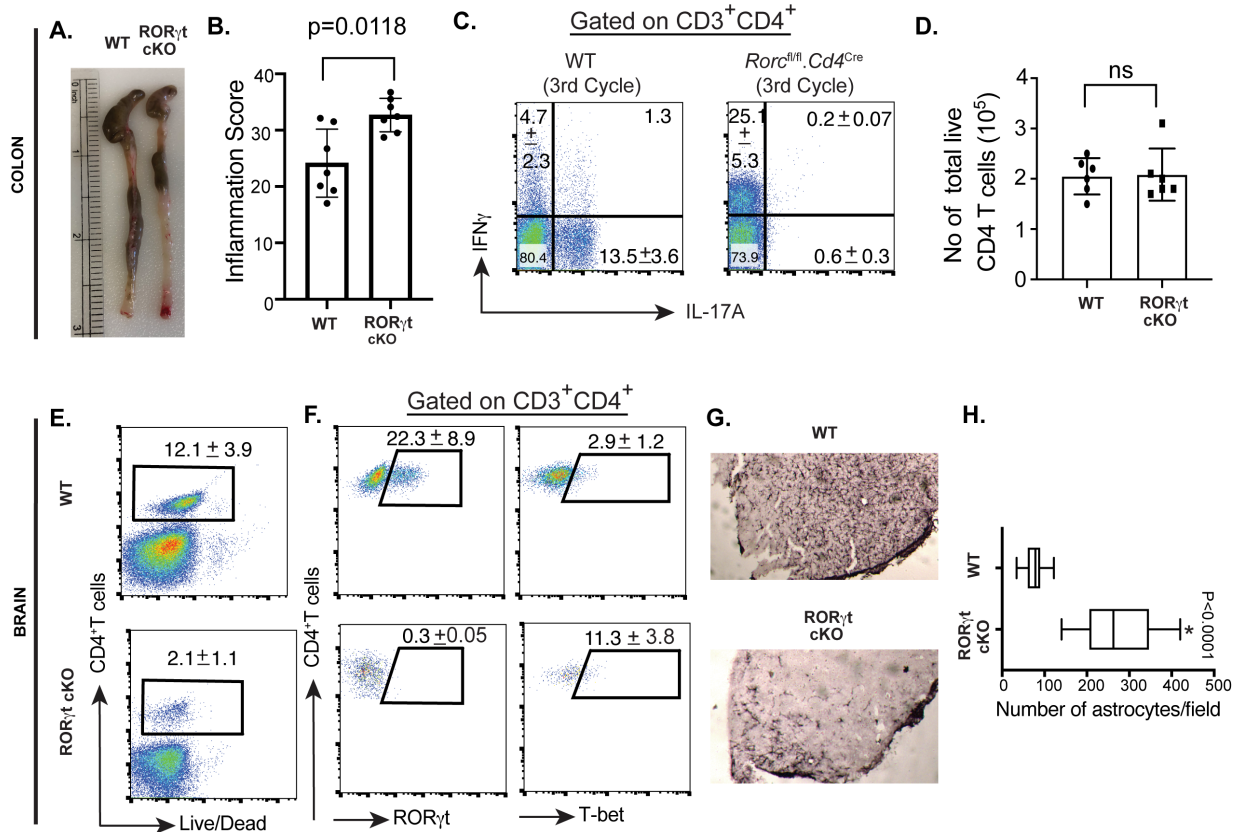 COLON
A.
WT
RORγt
cKO
0 inch
1
2
3
B.
p=0.0118
Inflammation Score
40
30
20
10
0
WT
RORγt
cKO
C.
Gated on CD3+CD4+
WT
(3rd Cycle)
Rorcfl/fl.Cd4Cre
(3rd Cycle)
4.7
±
2.3
1.3
80.4
13.5±3.6
25.1
±
5.3
0.2±0.07
73.9
0.6±0.3
IFNγ
IL-17A
D.
ns
No of total live
CD4 T cells (10⁵)
4
3
2
1
0
WT
RORγt
cKO
BRAIN
E.
WT
12.1±3.9
RORγt cKO
2.1±1.1
CD4+T cells
Live/Dead
F.
Gated on CD3+CD4+
22.3±8.9
2.9±1.2
0.3±0.05
11.3±3.8
CD4+T cells
RORγt
T-bet
G.
WT
RORγt
cKO
H.
WT
RORγt
cKO
*
P<0.0001
0 100 200 300 400 500
Number of astrocytes/field